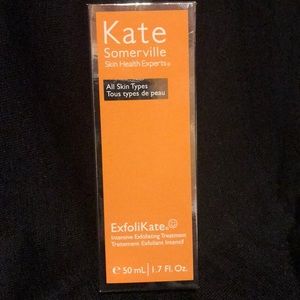 Kate
Somerville
Skin Health Experts®
All Skin Types
Tous types de peau
ExfoliKate®
Intensive Exfoliating Treatment
Traitement Exfoliant Intensif
℮ 50 mL | 1.7 Fl. Oz.